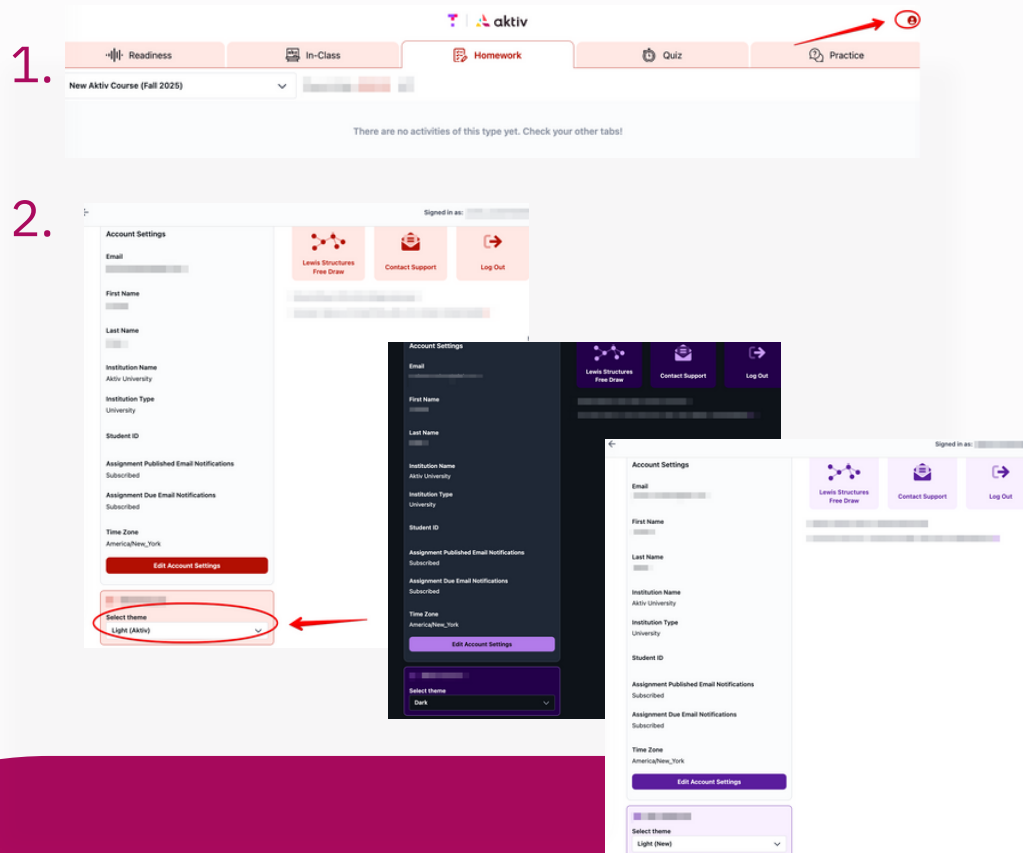 aktiv
1.
Readiness
In-Class
Homework
Quiz
Practice
New Aktiv Course (Fall 2025)
There are no activities of this type yet. Check your other tabs!
2.
Signed in as:
Account Settings
Email
First Name
Last Name
Institution Name
Aktiv University
Institution Type
University
Student ID
Assignment Published Email Notifications
Subscribed
Assignment Due Email Notifications
Subscribed
Time Zone
America/New_York
Edit Account Settings
Select theme
Light (Aktiv)
Lewis Structures
Free Draw
Contact Support
Log Out
Account Settings
Email
First Name
Last Name
Institution Name
Aktiv University
Institution Type
University
Student ID
Assignment Published Email Notifications
Subscribed
Assignment Due Email Notifications
Subscribed
Time Zone
America/New_York
Edit Account Settings
Select theme
Dark
Lewis Structures
Free Draw
Contact Support
Log Out
Signed in as:
Account Settings
Email
First Name
Last Name
Institution Name
Aktiv University
Institution Type
University
Student ID
Assignment Published Email Notifications
Subscribed
Assignment Due Email Notifications
Subscribed
Time Zone
America/New_York
Edit Account Settings
Select theme
Light (New)
Lewis Structures
Free Draw
Contact Support
Log Out